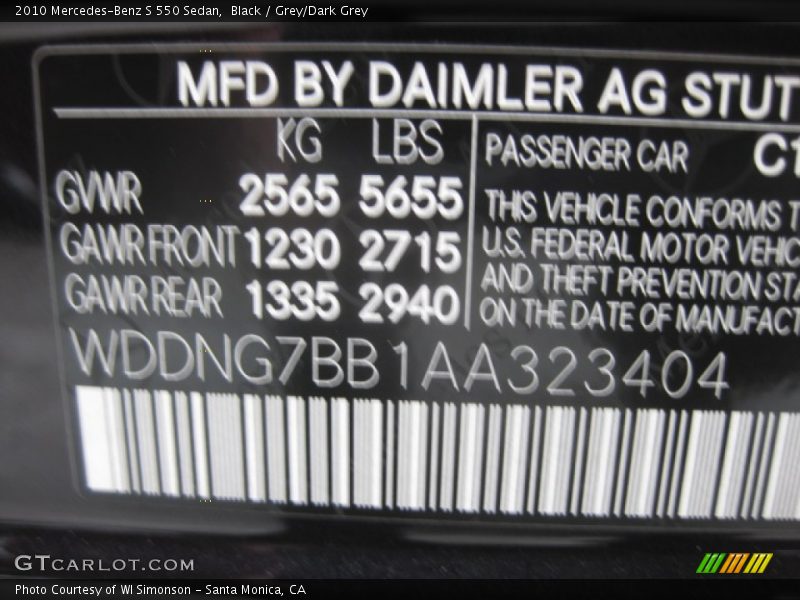 2010 Mercedes-Benz S 550 Sedan,  Black / Grey/Dark Grey
MFD BY DAIMLER AG STUT
KG LBS
GVWR 2565 5655
GAWR FRONT 1230 2715
GAWR REAR 1335 2940
PASSENGER CAR C1
THIS VEHICLE CONFORMS T
U.S. FEDERAL MOTOR VEHIC
AND THEFT PREVENTION STA
ON THE DATE OF MANUFACT
WDDNG7BB1AA323404
GTCARLOT.COM
Photo Courtesy of WI Simonson - Santa Monica, CA